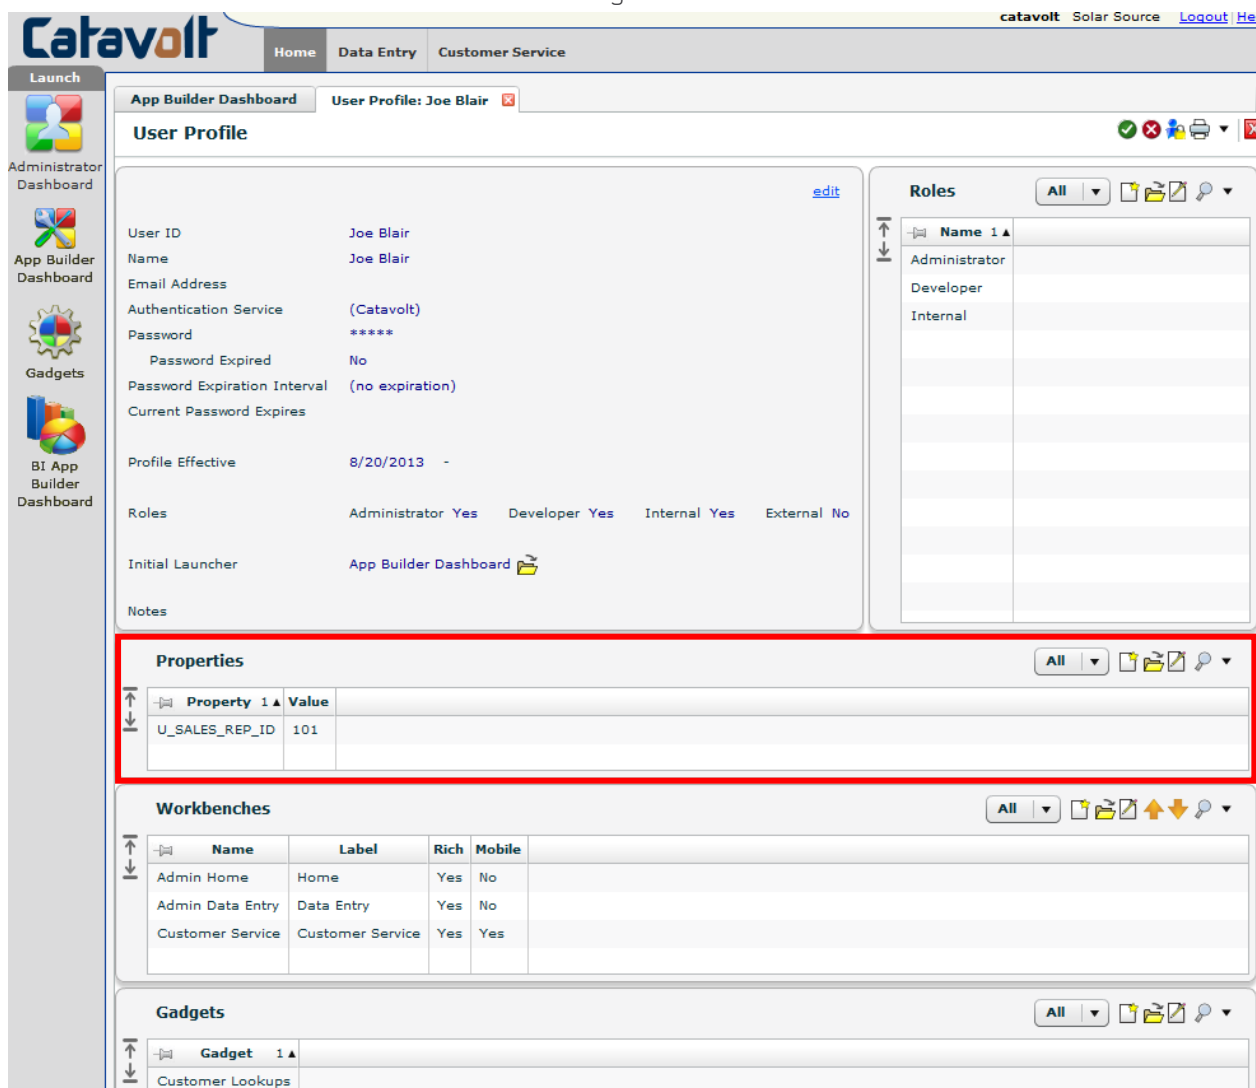 catavolt Solar Source Logout He
Catavolt
Home Data Entry Customer Service
Launch
Administrator
Dashboard
App Builder
Dashboard
Gadgets
BI App
Builder
Dashboard
App Builder Dashboard User Profile: Joe Blair
User Profile
edit
User ID Joe Blair
Name Joe Blair
Email Address
Authentication Service (Catavolt)
Password *****
Password Expired No
Password Expiration Interval (no expiration)
Current Password Expires
Profile Effective 8/20/2013 -
Roles Administrator Yes Developer Yes Internal Yes External No
Initial Launcher App Builder Dashboard
Notes
Roles All
Name 1
Administrator
Developer
Internal
Properties All
Property 1 Value
U_SALES_REP_ID 101
Workbenches All
Name Label Rich Mobile
Admin Home Home Yes No
Admin Data Entry Data Entry Yes No
Customer Service Customer Service Yes Yes
Gadgets All
Gadget 1
Customer Lookups